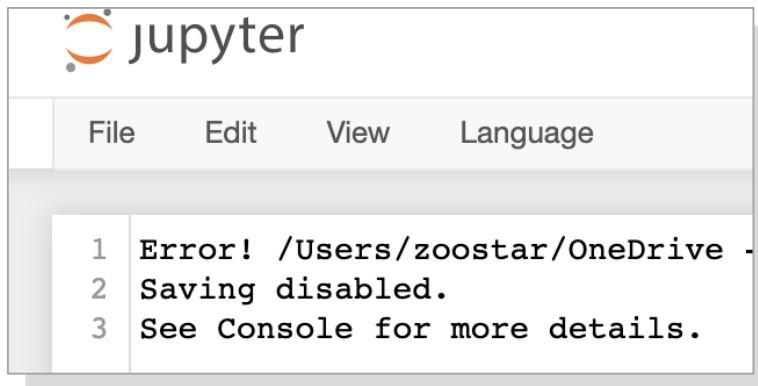 jupyter
File Edit View Language
1 Error! /Users/zoostar/OneDrive -
2 Saving disabled.
3 See Console for more details.